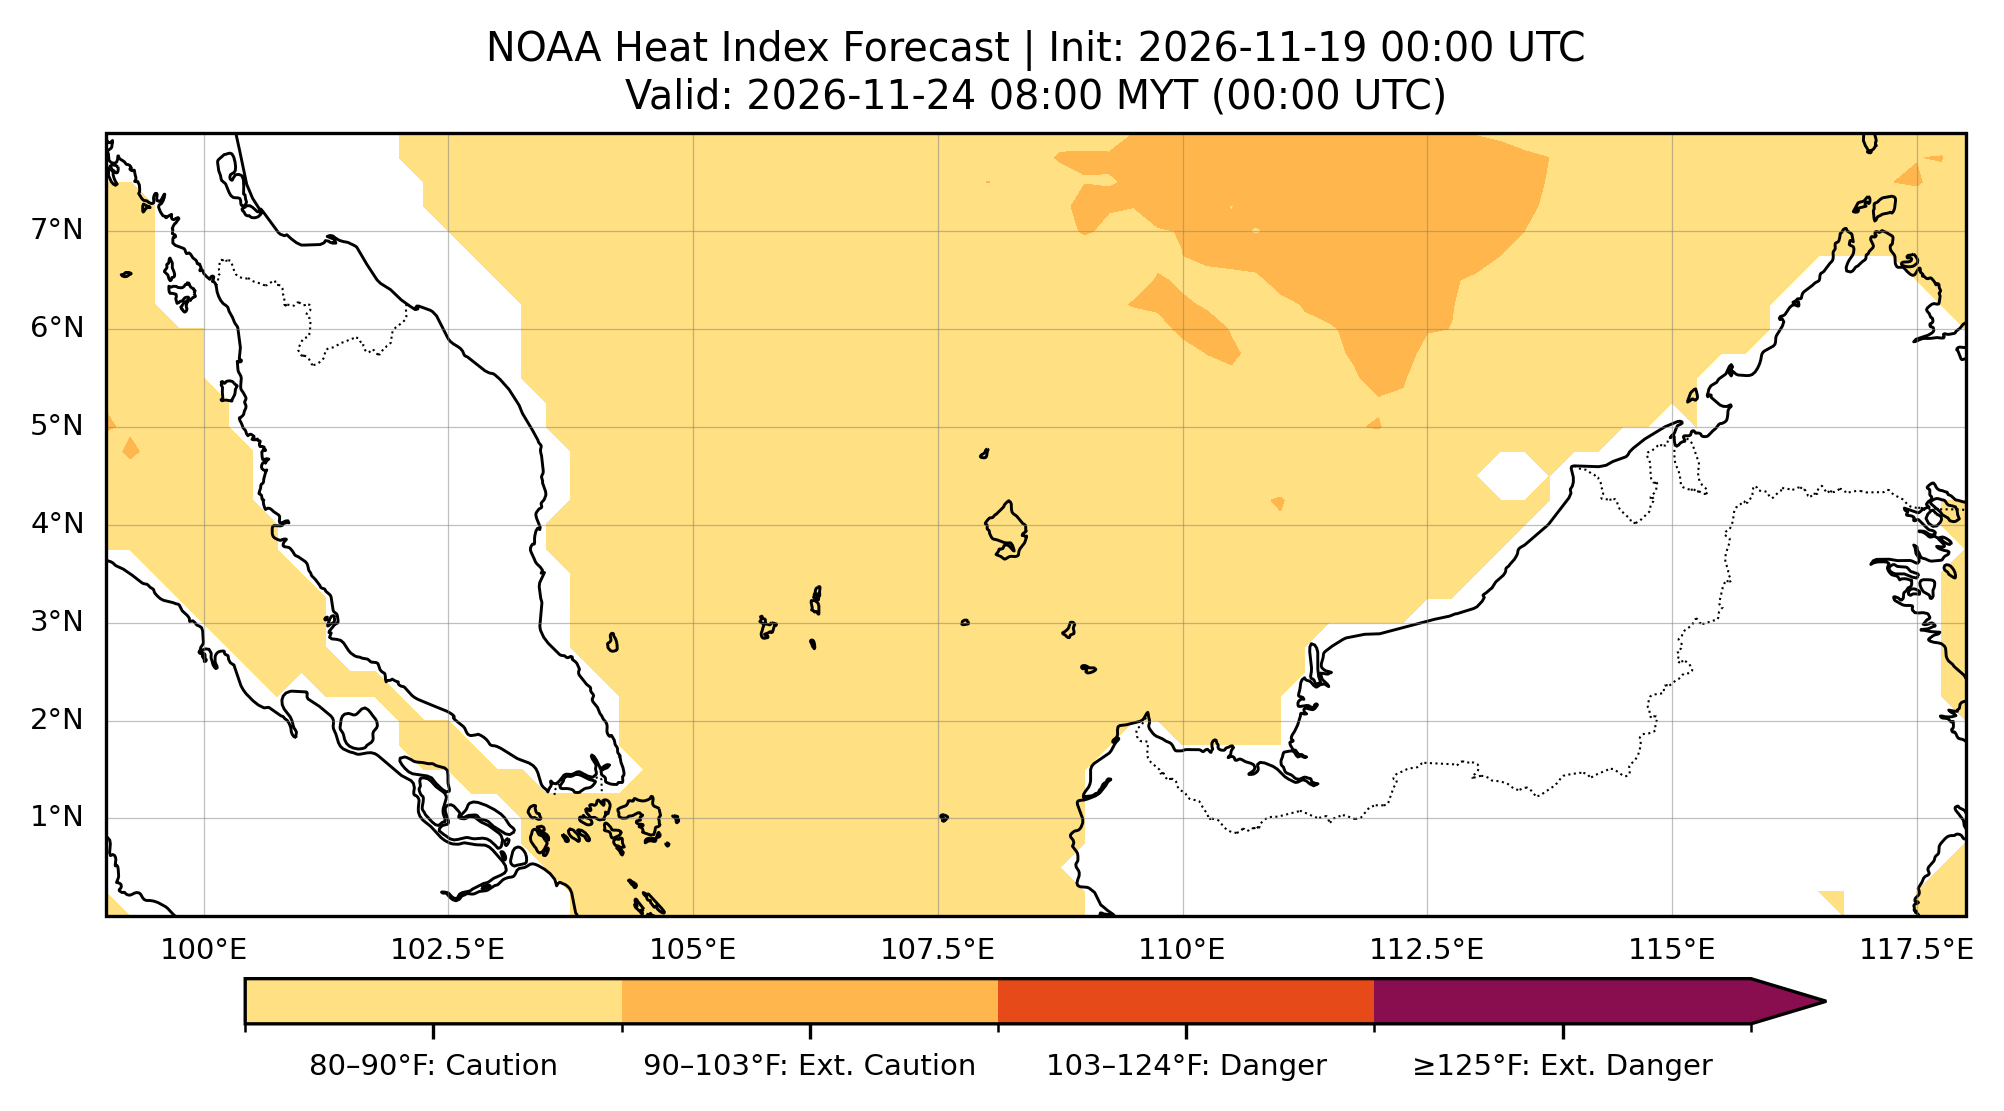 NOAA Heat Index Forecast | Init: 2026-11-19 00:00 UTC
Valid: 2026-11-24 08:00 MYT (00:00 UTC)
7°N
6°N
5°N
4°N
3°N
2°N
1°N
100°E 102.5°E 105°E 107.5°E 110°E 112.5°E 115°E 117.5°E
80–90°F: Caution 90–103°F: Ext. Caution 103–124°F: Danger ≥125°F: Ext. Danger